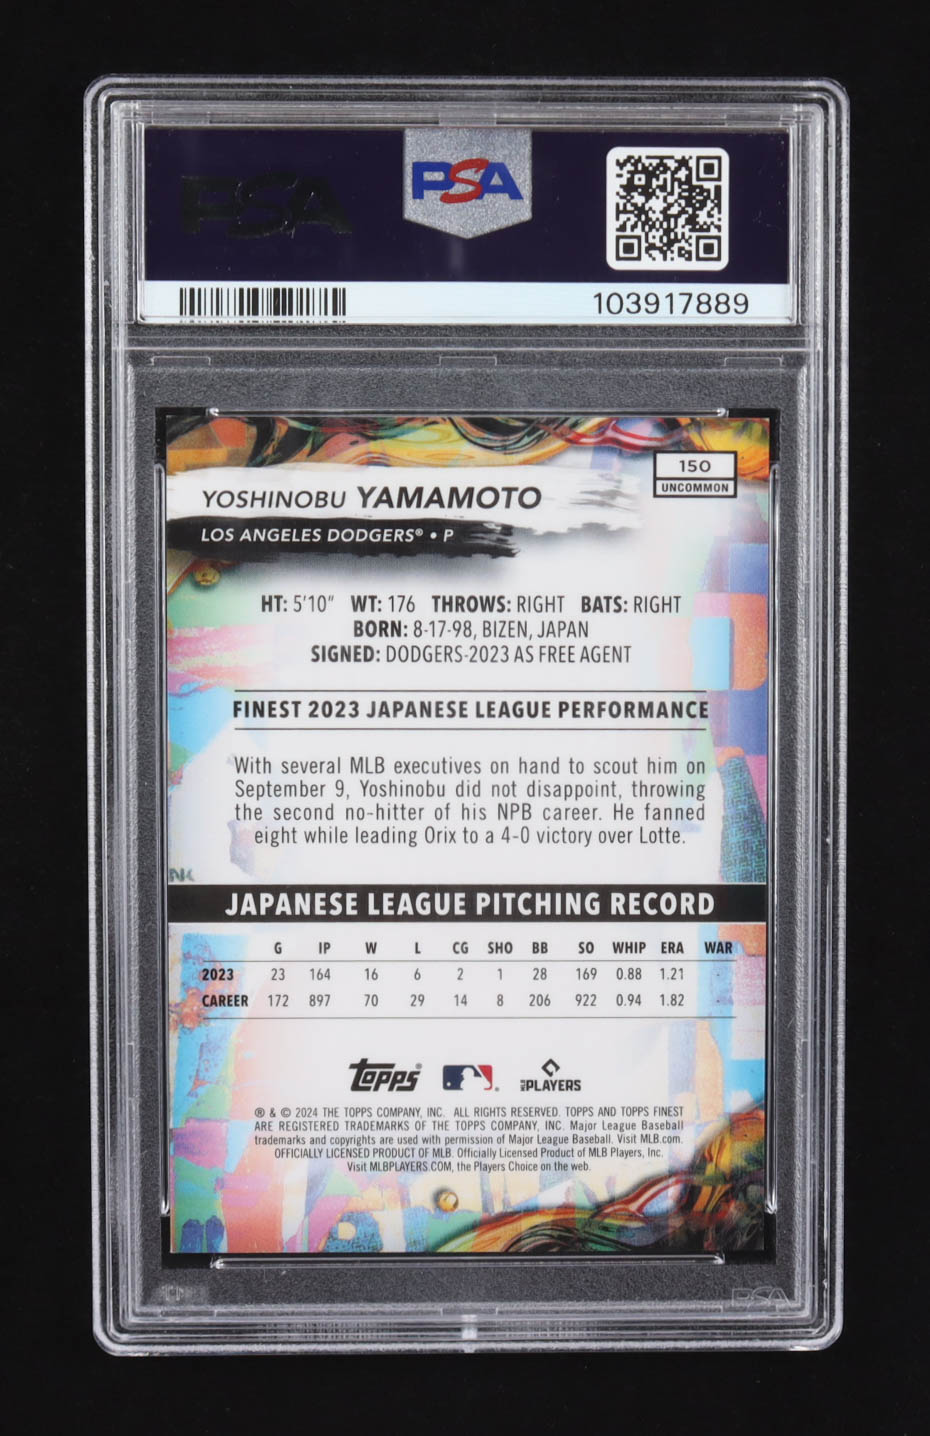 PSA
PSA
103917889
150
UNCOMMON
YOSHINOBU YAMAMOTO
LOS ANGELES DODGERS® • P
HT: 5'10" WT: 176 THROWS: RIGHT BATS: RIGHT
BORN: 8-17-98, BIZEN, JAPAN
SIGNED: DODGERS-2023 AS FREE AGENT
FINEST 2023 JAPANESE LEAGUE PERFORMANCE
With several MLB executives on hand to scout him on
September 9, Yoshinobu did not disappoint, throwing
the second no-hitter of his NPB career. He fanned
eight while leading Orix to a 4-0 victory over Lotte.
NK
JAPANESE LEAGUE PITCHING RECORD
G IP W L CG SHO BB SO WHIP ERA WAR
2023 23 164 16 6 2 1 28 169 0.88 1.21
CAREER 172 897 70 29 14 8 206 922 0.94 1.82
Topps® MLB PLAYERS
® & © 2024 THE TOPPS COMPANY, INC. ALL RIGHTS RESERVED. TOPPS AND TOPPS FINEST
ARE REGISTERED TRADEMARKS OF THE TOPPS COMPANY, INC. Major League Baseball
trademarks and copyrights are used with permission of Major League Baseball. Visit MLB.com.
OFFICIALLY LICENSED PRODUCT OF MLB. Officially Licensed Product of MLB Players, Inc.
Visit MLBPLAYERS.COM, the Players Choice on the web.
PSA